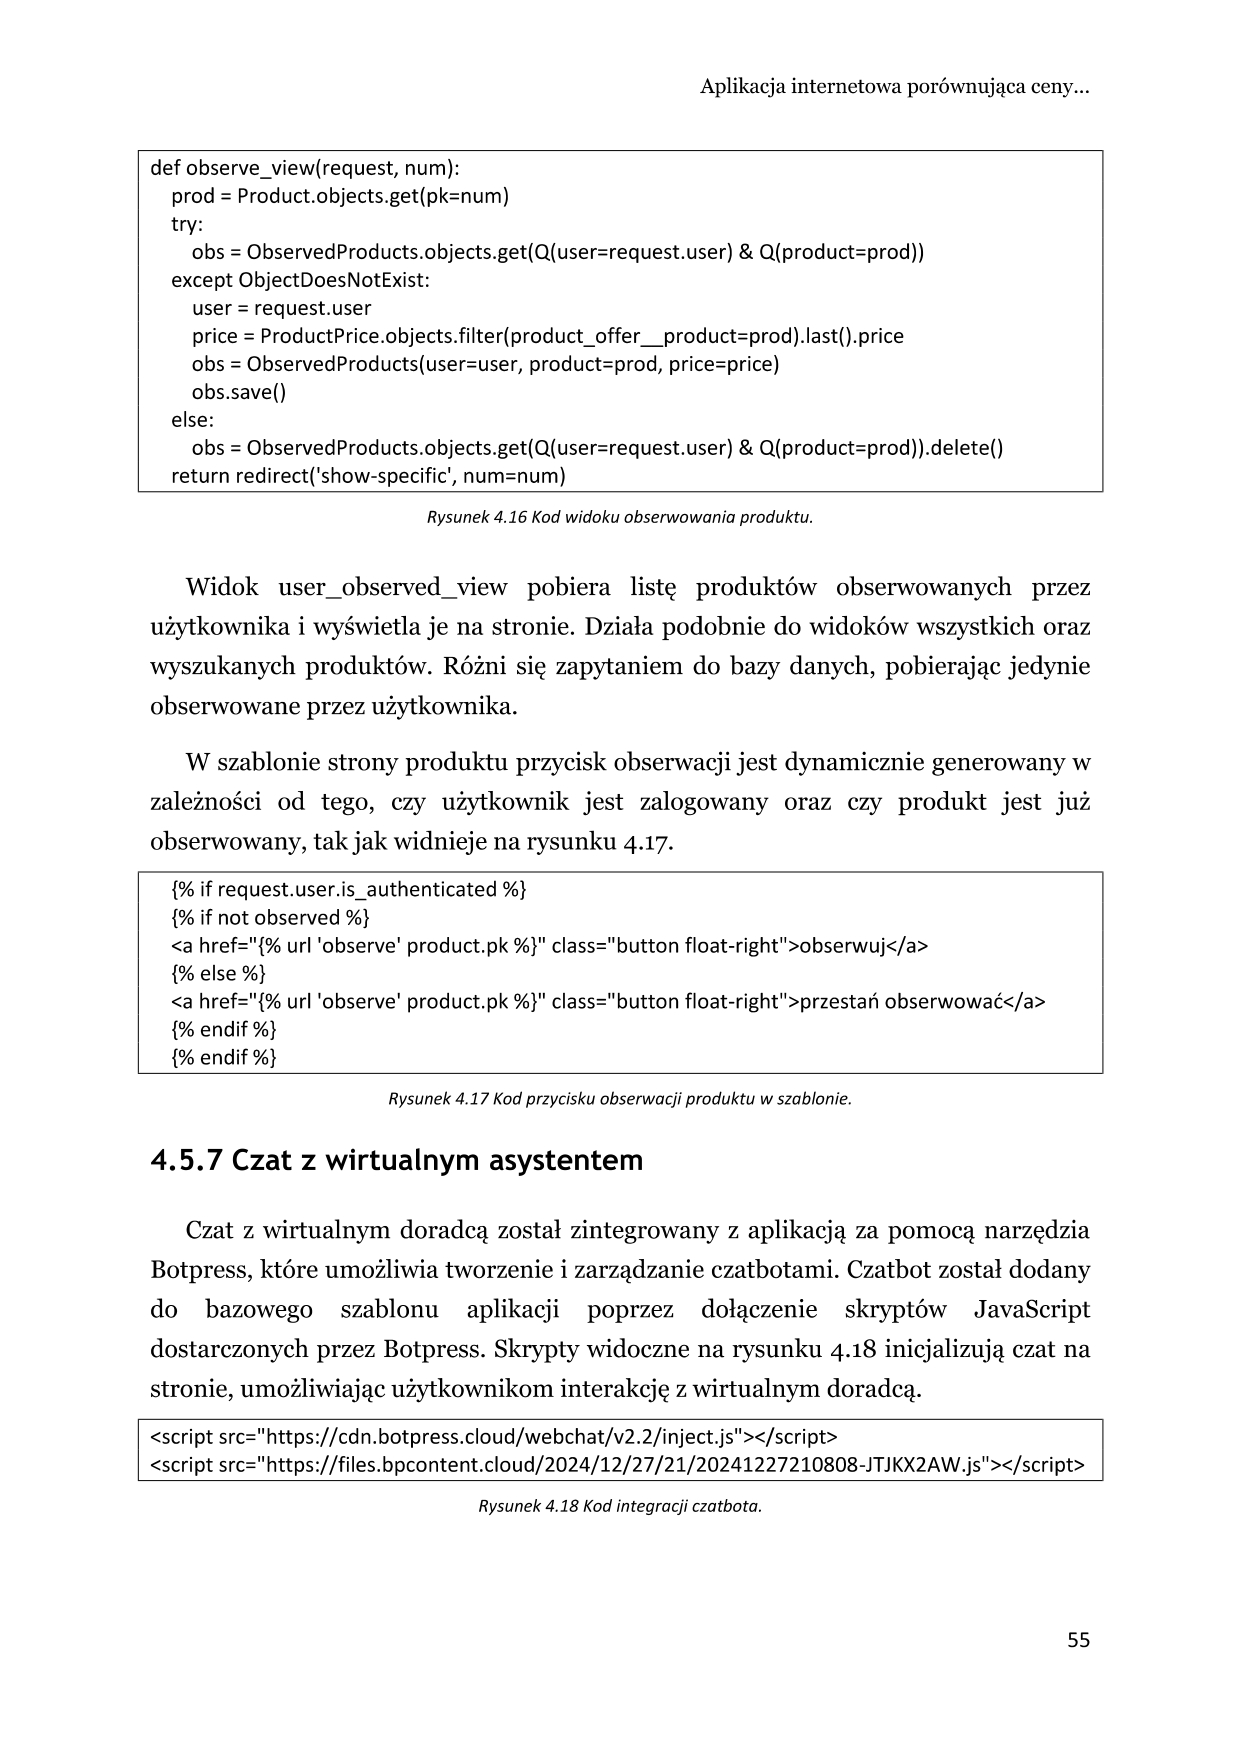 Aplikacja internetowa porównująca ceny...
def observe_view(request, num):
prod = Product.objects.get(pk=num)
try:
obs = ObservedProducts.objects.get(Q(user=request.user) & Q(product=prod))
except ObjectDoesNotExist:
user = request.user
price = ProductPrice.objects.filter(product_offer__product=prod).last().price
obs = ObservedProducts(user=user, product=prod, price=price)
obs.save()
else:
obs = ObservedProducts.objects.get(Q(user=request.user) & Q(product=prod)).delete()
return redirect('show-specific', num=num)
Rysunek 4.16 Kod widoku obserwowania produktu.
Widok user_observed_view pobiera listę produktów obserwowanych przez
użytkownika i wyświetla je na stronie. Działa podobnie do widoków wszystkich oraz
wyszukanych produktów. Różni się zapytaniem do bazy danych, pobierając jedynie
obserwowane przez użytkownika.
W szablonie strony produktu przycisk obserwacji jest dynamicznie generowany w
zależności od tego, czy użytkownik jest zalogowany oraz czy produkt jest już
obserwowany, tak jak widnieje na rysunku 4.17.
{% if request.user.is_authenticated %}
{% if not observed %}
<a href="{% url 'observe' product.pk %}" class="button float-right">obserwuj</a>
{% else %}
<a href="{% url 'observe' product.pk %}" class="button float-right">przestań obserwować</a>
{% endif %}
{% endif %}
Rysunek 4.17 Kod przycisku obserwacji produktu w szablonie.
4.5.7 Czat z wirtualnym asystentem
Czat z wirtualnym doradcą został zintegrowany z aplikacją za pomocą narzędzia
Botpress, które umożliwia tworzenie i zarządzanie czatbotami. Czatbot został dodany
do bazowego szablonu aplikacji poprzez dołączenie skryptów JavaScript
dostarczonych przez Botpress. Skrypty widoczne na rysunku 4.18 inicjalizują czat na
stronie, umożliwiając użytkownikom interakcję z wirtualnym doradcą.
<script src="https://cdn.botpress.cloud/webchat/v2.2/inject.js"></script>
<script src="https://files.bpcontent.cloud/2024/12/27/21/20241227210808-JTJKX2AW.js"></script>
Rysunek 4.18 Kod integracji czatbota.
55